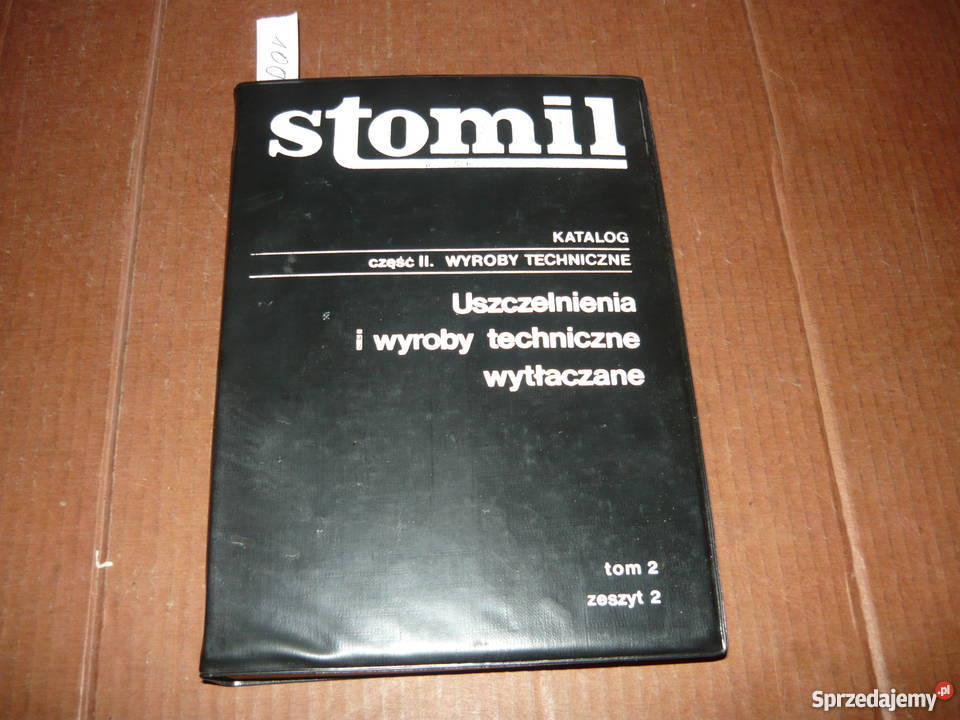 stomil
KATALOG
część II. WYROBY TECHNICZNE
Uszczelnienia
i wyroby techniczne
wytłaczane
tom 2
zeszyt 2
Sprzedajemy.pl